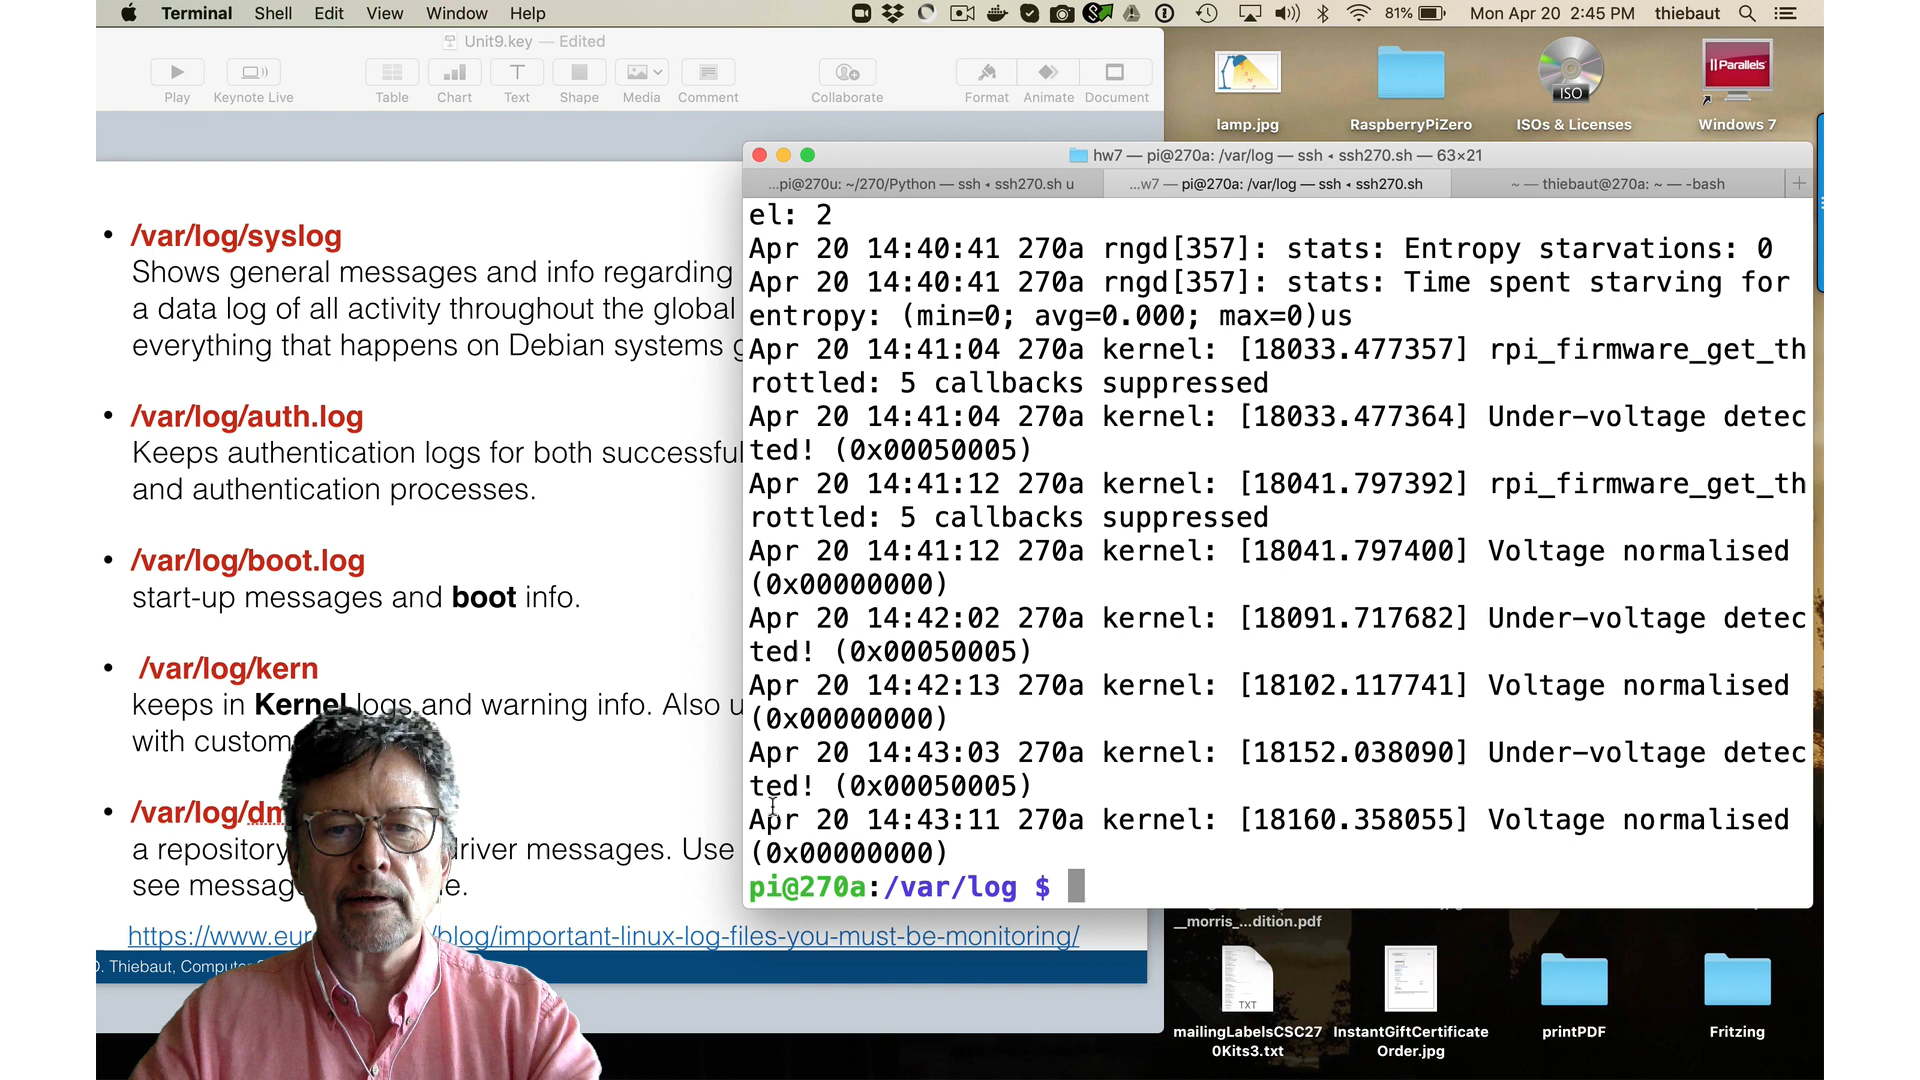 Terminal Shell Edit View Window Help
81% Mon Apr 20 2:45 PM thiebaut
Unit9.key — Edited
Play Keynote Live Table Chart Text Shape Media Comment Collaborate Format Animate Document
lamp.jpg RaspberryPiZero ISOs & Licenses Windows 7
ISO
Parallels
• /var/log/syslog
Shows general messages and info regarding
a data log of all activity throughout the global
everything that happens on Debian systems
• /var/log/auth.log
Keeps authentication logs for both successful
and authentication processes.
• /var/log/boot.log
start-up messages and boot info.
• /var/log/kern
keeps in Kernel logs and warning info. Also
with custom
• /var/log/dm
a repository driver messages. Use
see messag e.
https://www.eur /blog/important-linux-log-files-you-must-be-monitoring/
D. Thiebaut, Computer
hw7 — pi@270a: /var/log — ssh ◂ ssh270.sh — 63×21
...pi@270u: ~/270/Python — ssh ◂ ssh270.sh u
...w7 — pi@270a: /var/log — ssh ◂ ssh270.sh
~ — thiebaut@270a: ~ — -bash
el: 2
Apr 20 14:40:41 270a rngd[357]: stats: Entropy starvations: 0
Apr 20 14:40:41 270a rngd[357]: stats: Time spent starving for
entropy: (min=0; avg=0.000; max=0)us
Apr 20 14:41:04 270a kernel: [18033.477357] rpi_firmware_get_th
rottled: 5 callbacks suppressed
Apr 20 14:41:04 270a kernel: [18033.477364] Under-voltage detec
ted! (0x00050005)
Apr 20 14:41:12 270a kernel: [18041.797392] rpi_firmware_get_th
rottled: 5 callbacks suppressed
Apr 20 14:41:12 270a kernel: [18041.797400] Voltage normalised
(0x00000000)
Apr 20 14:42:02 270a kernel: [18091.717682] Under-voltage detec
ted! (0x00050005)
Apr 20 14:42:13 270a kernel: [18102.117741] Voltage normalised
(0x00000000)
Apr 20 14:43:03 270a kernel: [18152.038090] Under-voltage detec
ted! (0x00050005)
Apr 20 14:43:11 270a kernel: [18160.358055] Voltage normalised
(0x00000000)
pi@270a:/var/log $
__morris_...dition.pdf
TXT
mailingLabelsCSC27
0Kits3.txt
InstantGiftCertificate
Order.jpg
printPDF
Fritzing